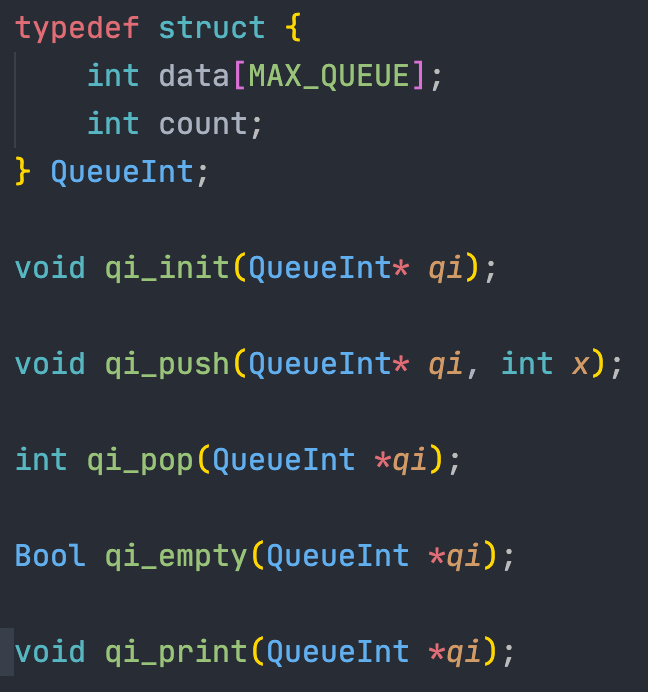 typedef struct {
    int data[MAX_QUEUE];
    int count;
} QueueInt;
void qi_init(QueueInt* qi);
void qi_push(QueueInt* qi, int x);
int qi_pop(QueueInt *qi);
Bool qi_empty(QueueInt *qi);
void qi_print(QueueInt *qi);